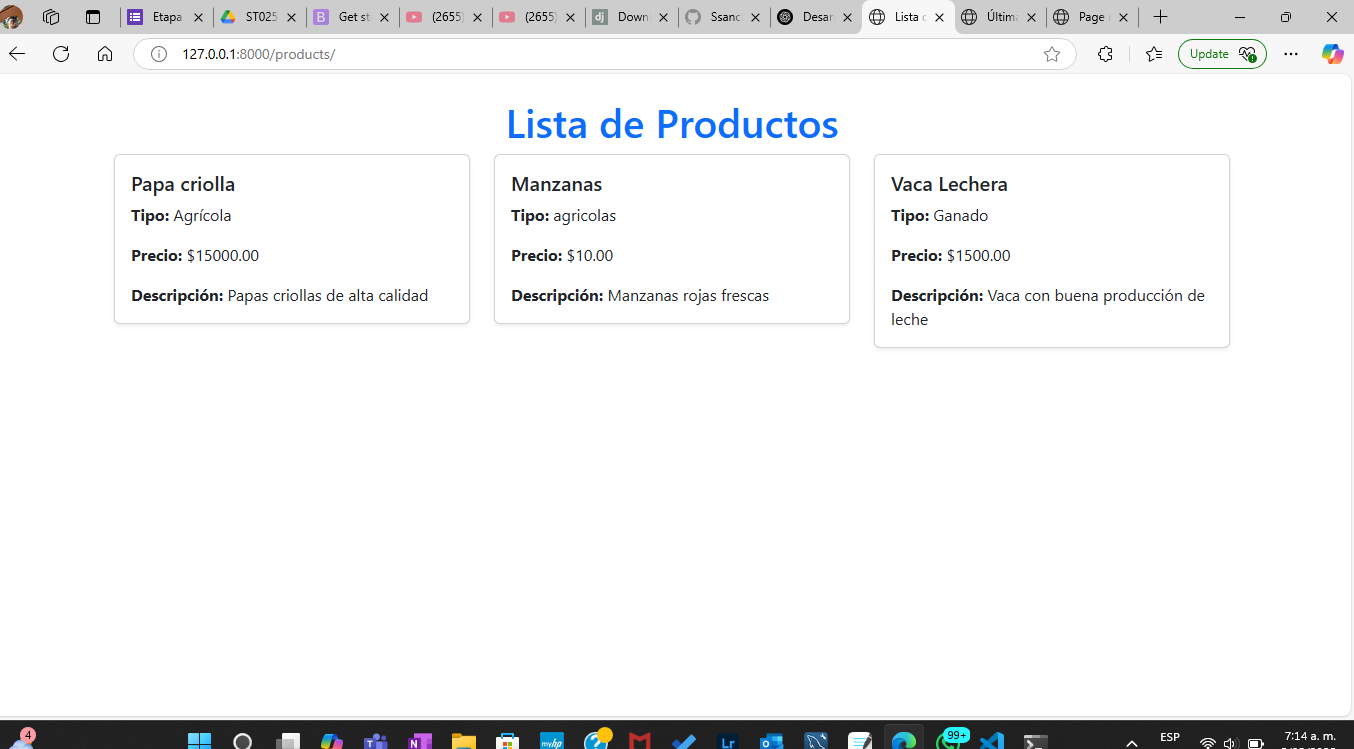 Etapa
ST025
Get st
(2655)
(2655)
Down
Ssanc
Desar
Lista
Última
Page
127.0.0.1:8000/products/
Update
Lista de Productos
Papa criolla
Tipo: Agrícola
Precio: $15000.00
Descripción: Papas criollas de alta calidad
Manzanas
Tipo: agricolas
Precio: $10.00
Descripción: Manzanas rojas frescas
Vaca Lechera
Tipo: Ganado
Precio: $1500.00
Descripción: Vaca con buena producción de
leche
4
99+
ESP
7:14 a. m.